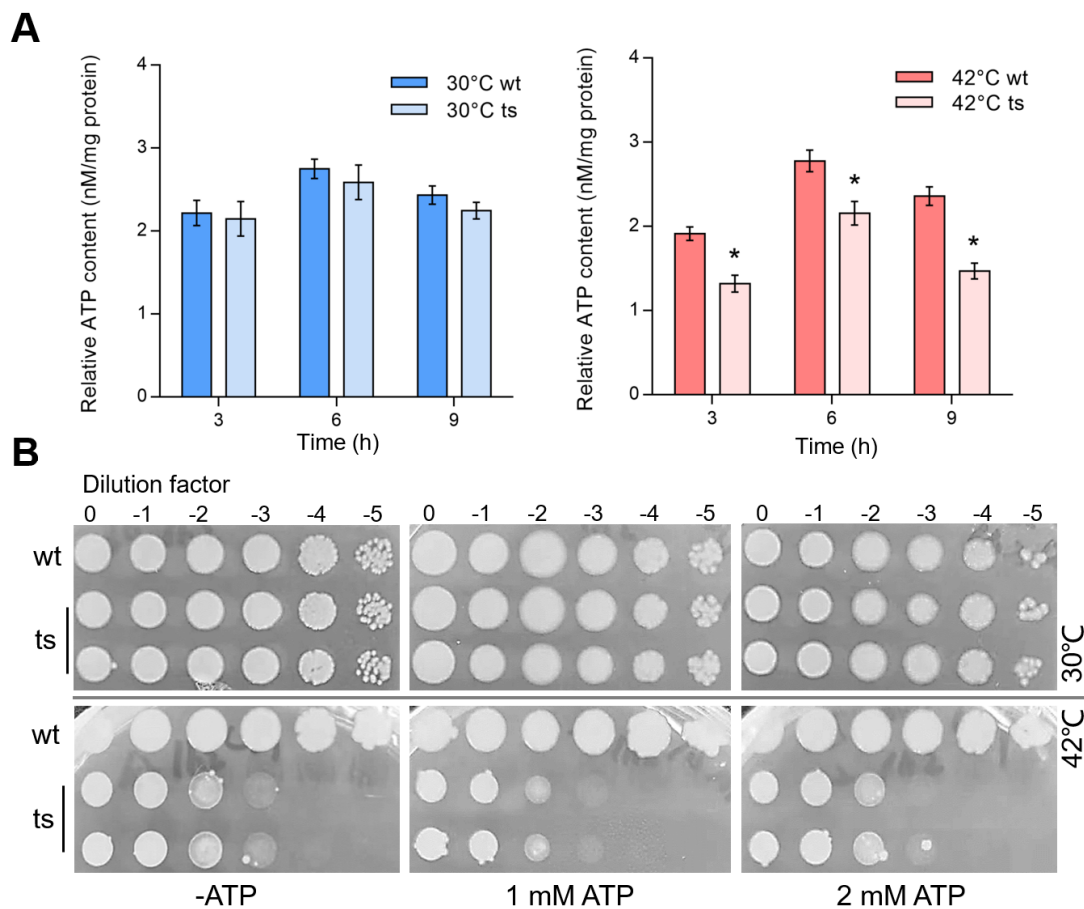 A
Relative ATP content (nM/mg protein)
4
3
2
1
0
30°C wt
30°C ts
3
6
9
Time (h)
Relative ATP content (nM/mg protein)
4
3
2
1
0
42°C wt
42°C ts
*
*
*
3
6
9
Time (h)
B
Dilution factor
0 -1 -2 -3 -4 -5
0 -1 -2 -3 -4 -5
0 -1 -2 -3 -4 -5
wt
ts
30°C
wt
ts
42°C
-ATP
1 mM ATP
2 mM ATP